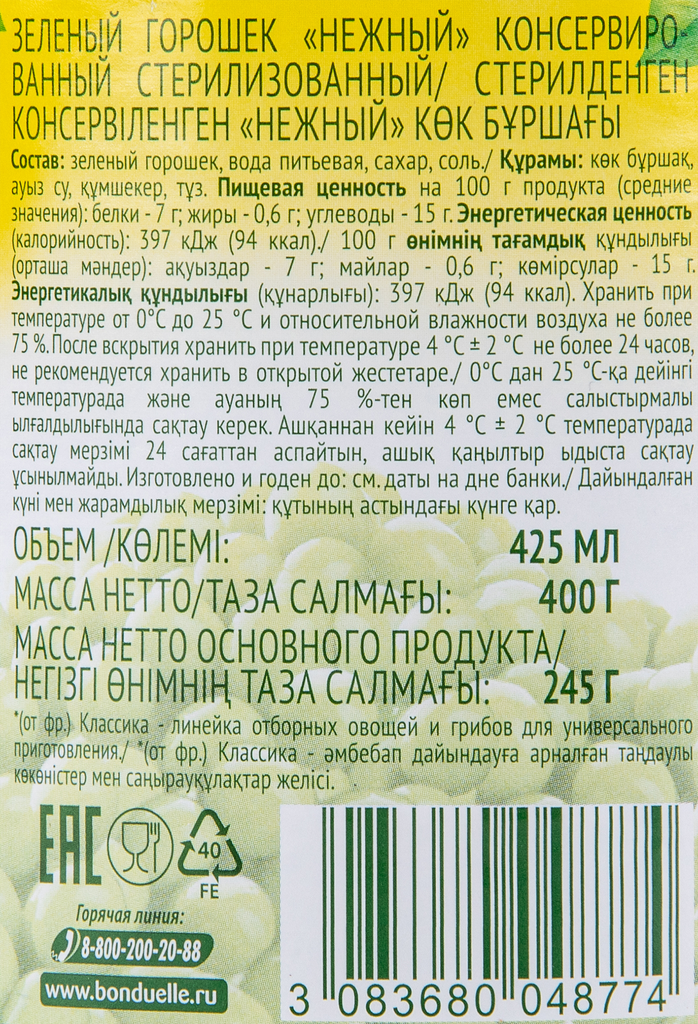 ЗЕЛЕНЫЙ ГОРОШЕК «НЕЖНЫЙ» КОНСЕРВИРО-
ВАННЫЙ СТЕРИЛИЗОВАННЫЙ/ СТЕРИЛДЕНГЕН
КОНСЕРВІЛЕНГЕН «НЕЖНЫЙ» КӨК БҰРШАҒЫ
Состав: зеленый горошек, вода питьевая, сахар, соль./ Құрамы: көк бұршақ,
ауыз су, құмшекер, тұз. Пищевая ценность на 100 г продукта (средние
значения): белки - 7 г; жиры - 0,6 г; углеводы - 15 г. Энергетическая ценность
(калорийность): 397 кДж (94 ккал)./ 100 г өнімнің тағамдық құндылығы
(орташа мәндер): ақуыздар - 7 г; майлар - 0,6 г; көмірсулар - 15 г.
Энергетикалық құндылығы (құнарлығы): 397 кДж (94 ккал). Хранить при
температуре от 0°С до 25 °С и относительной влажности воздуха не более
75 %. После вскрытия хранить при температуре 4 °С ± 2 °С не более 24 часов,
не рекомендуется хранить в открытой жестетаре./ 0°С дан 25 °С-қа дейінгі
температурада және ауаның 75 %-тен көп емес салыстырмалы
ылғалдылығында сақтау керек. Ашқаннан кейін 4 °С ± 2 °С температурада
сақтау мерзімі 24 сағаттан аспайтын, ашық қаңылтыр ыдыста сақтау
ұсынылмайды. Изготовлено и годен до: см. даты на дне банки./ Дайындалған
күні мен жарамдылық мерзімі: құтының астындағы күнге қар.
ОБЪЕМ /КӨЛЕМІ: 425 МЛ
МАССА НЕТТО/ТАЗА САЛМАҒЫ: 400 Г
МАССА НЕТТО ОСНОВНОГО ПРОДУКТА/
НЕГІЗГІ ӨНІМНІҢ ТАЗА САЛМАҒЫ: 245 Г
*(от фр.) Классика - линейка отборных овощей и грибов для универсального
приготовления./ *(от фр.) Классика - әмбебап дайындауға арналған таңдаулы
көкөністер мен саңырауқұлақтар желісі.
EAC
40
FE
Горячая линия:
8-800-200-20-88
www.bonduelle.ru
3 083680 048774